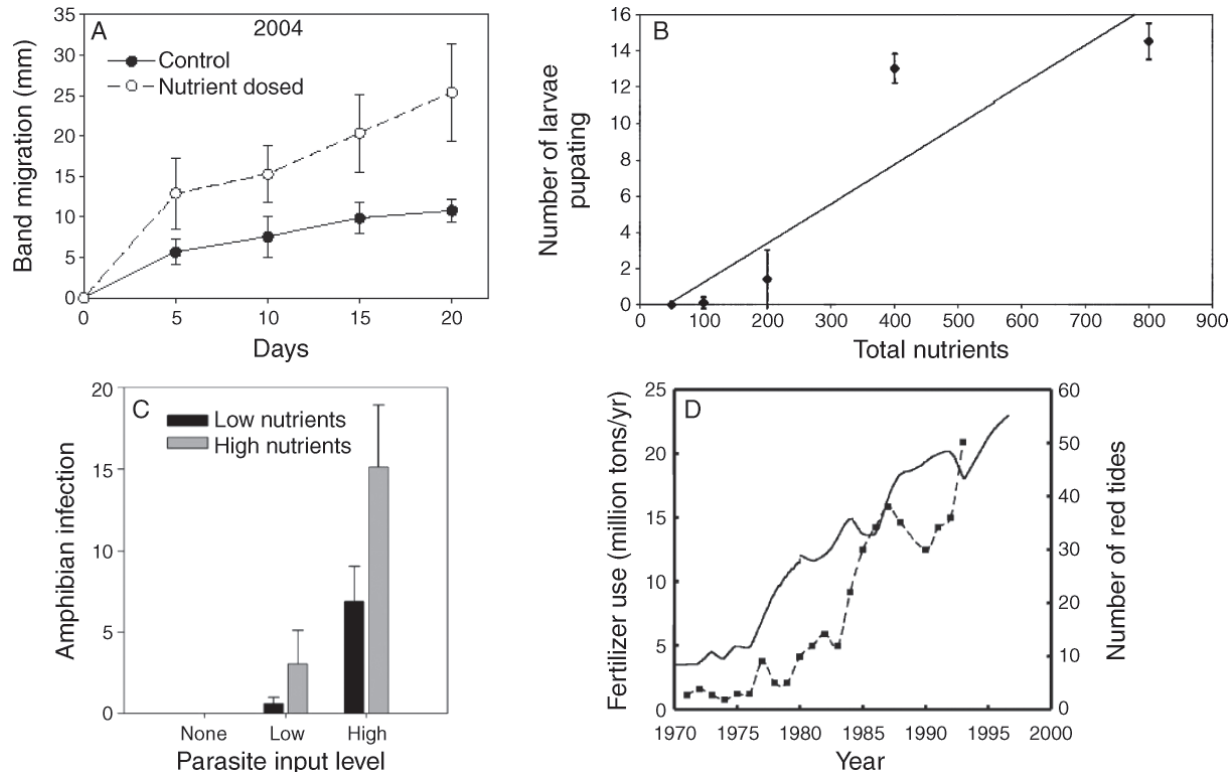 A
2004
Control
Nutrient dosed
Band migration (mm)
35
30
25
20
15
10
5
0
0 5 10 15 20
Days
B
Number of larvae
pupating
16
14
12
10
8
6
4
2
0
0 100 200 300 400 500 600 700 800 900
Total nutrients
C
Low nutrients
High nutrients
Amphibian infection
20
15
10
5
0
None Low High
Parasite input level
D
Fertilizer use (million tons/yr)
25
20
15
10
5
0
60
50
40
30
20
10
0
Number of red tides
1970 1975 1980 1985 1990 1995 2000
Year